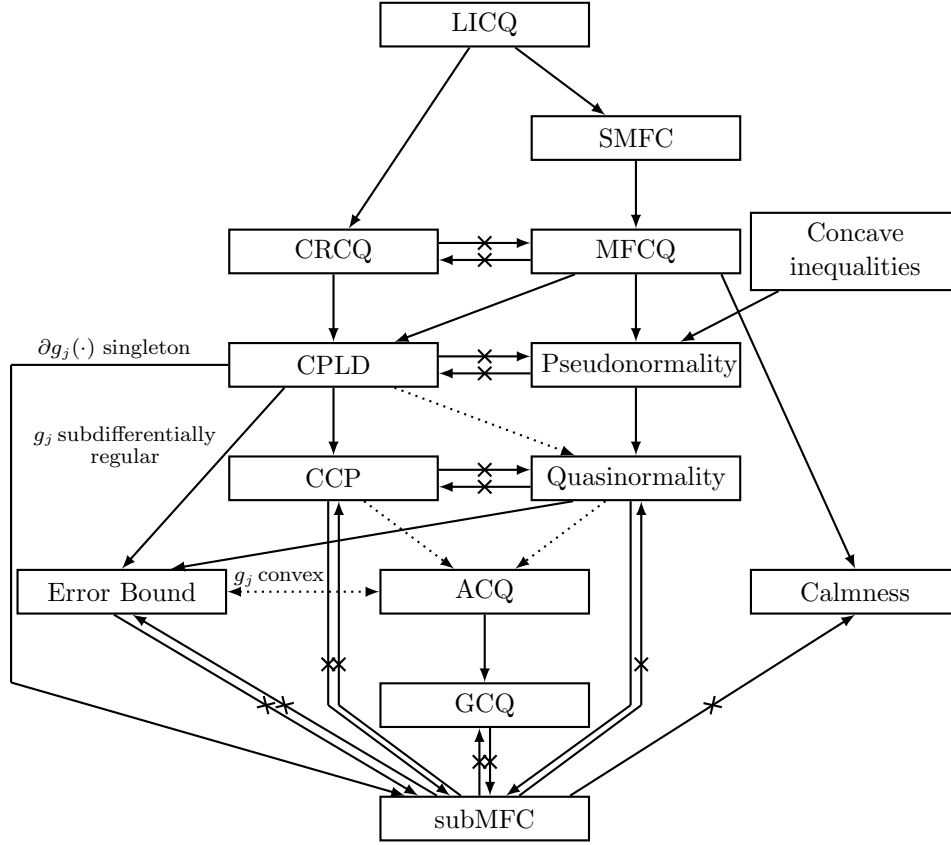 LICQ
SMFC
Concave
inequalities
CRCQ
MFCQ
∂g_j(·) singleton
CPLD
Pseudonormality
g_j subdifferentially
regular
CCP
Quasinormality
Error Bound
g_j convex
ACQ
Calmness
GCQ
subMFC